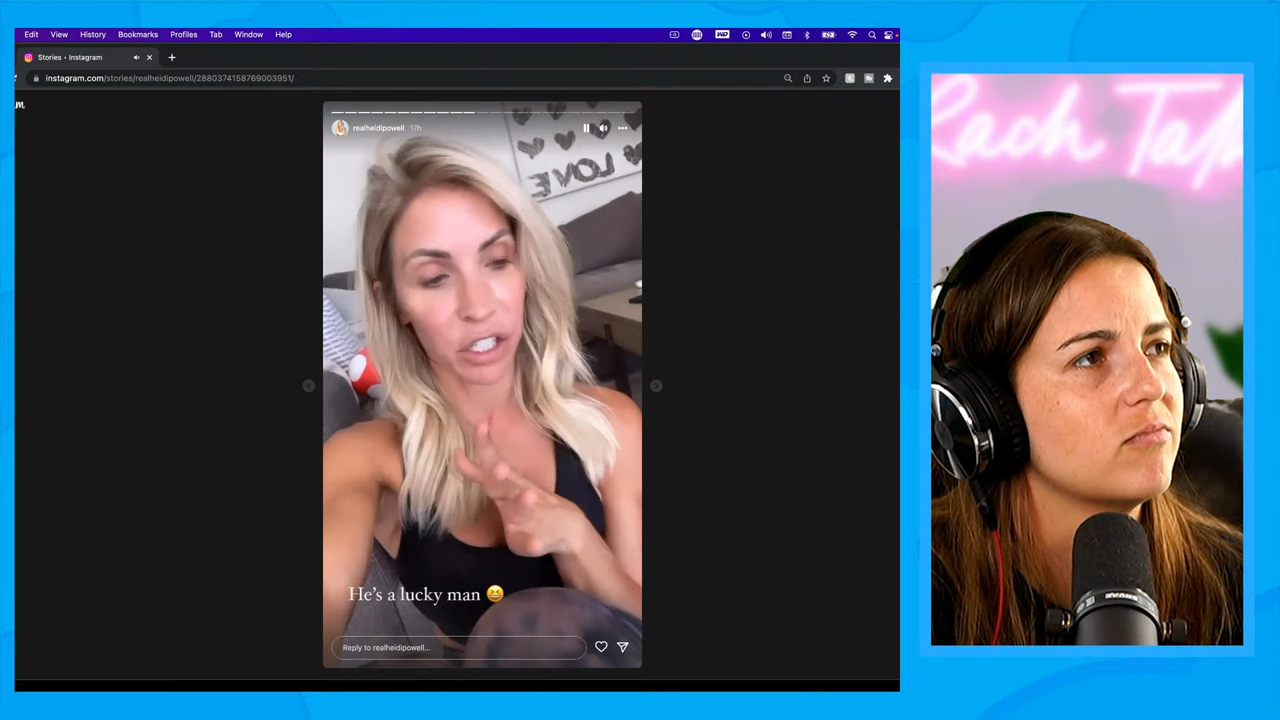 Edit View History Bookmarks Profiles Tab Window Help
Stories • Instagram
instagram.com/stories/realheidipowell/2880374158769003951/
m
realheidipowell 17h
LOVE
He's a lucky man 😆
Reply to realheidipowell...
Rach Talk